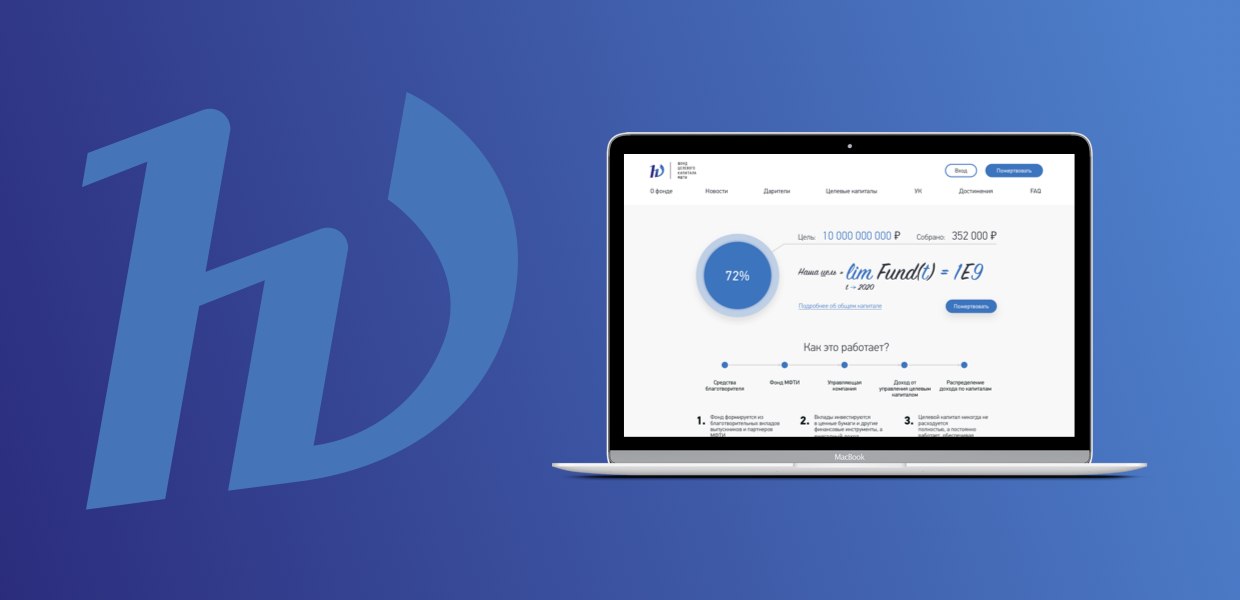 ФОНД
ЦЕЛЕВОГО
КАПИТАЛА
МФТИ
Вход
Пожертвовать
О фонде
Новости
Дарители
Целевые капиталы
УК
Достижения
FAQ
Цель: 10 000 000 000 ₽
Собрано: 352 000 ₽
72%
Наша цель - lim Fund(t) = 1E9
t → 2020
Подробнее об общем капитале
Пожертвовать
Как это работает?
Средства
благотворителя
Фонд МФТИ
Управляющая
компания
Доход от
управления целевым
капиталом
Распределение
дохода по капиталам
1. Фонд формируется из
благотворительных вкладов
выпускников и партнеров
МФТИ
2. Вклады инвестируются
в ценные бумаги и другие
финансовые инструменты, а
3. Целевой капитал никогда не
расходуется
полностью, а постоянно
работает, обеспечивая
MacBook